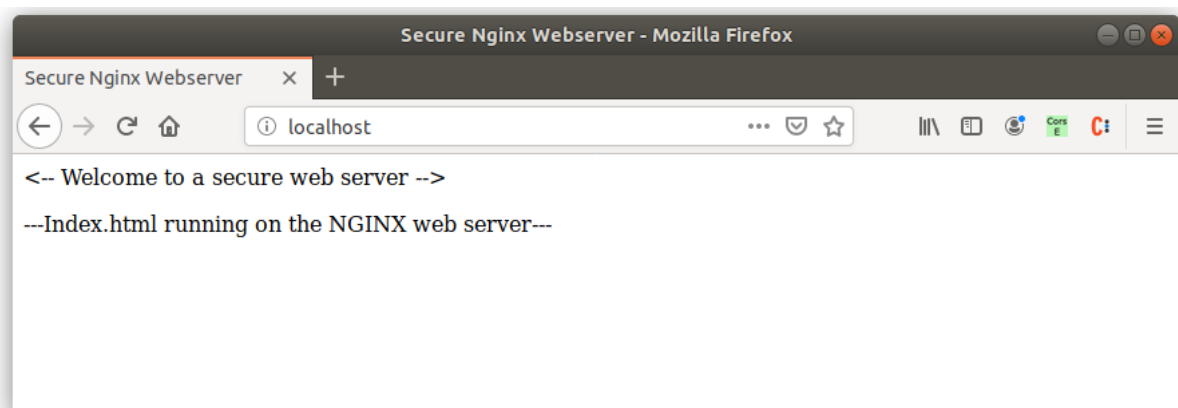 Secure Nginx Webserver - Mozilla Firefox
Secure Nginx Webserver
localhost
Cors
E
C:
<-- Welcome to a secure web server -->
---Index.html running on the NGINX web server---